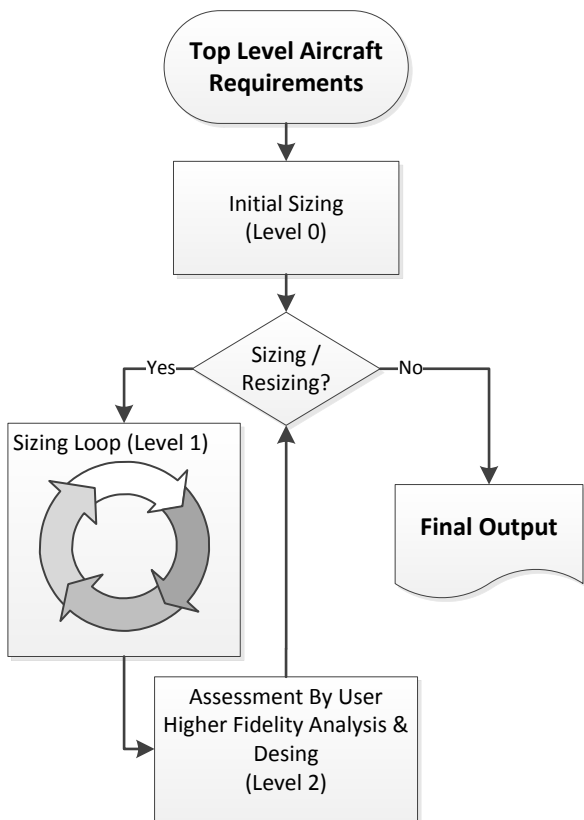 Top Level Aircraft
Requirements
Initial Sizing
(Level 0)
Sizing /
Resizing?
Yes
No
Sizing Loop (Level 1)
Final Output
Assessment By User
Higher Fidelity Analysis &
Desing
(Level 2)